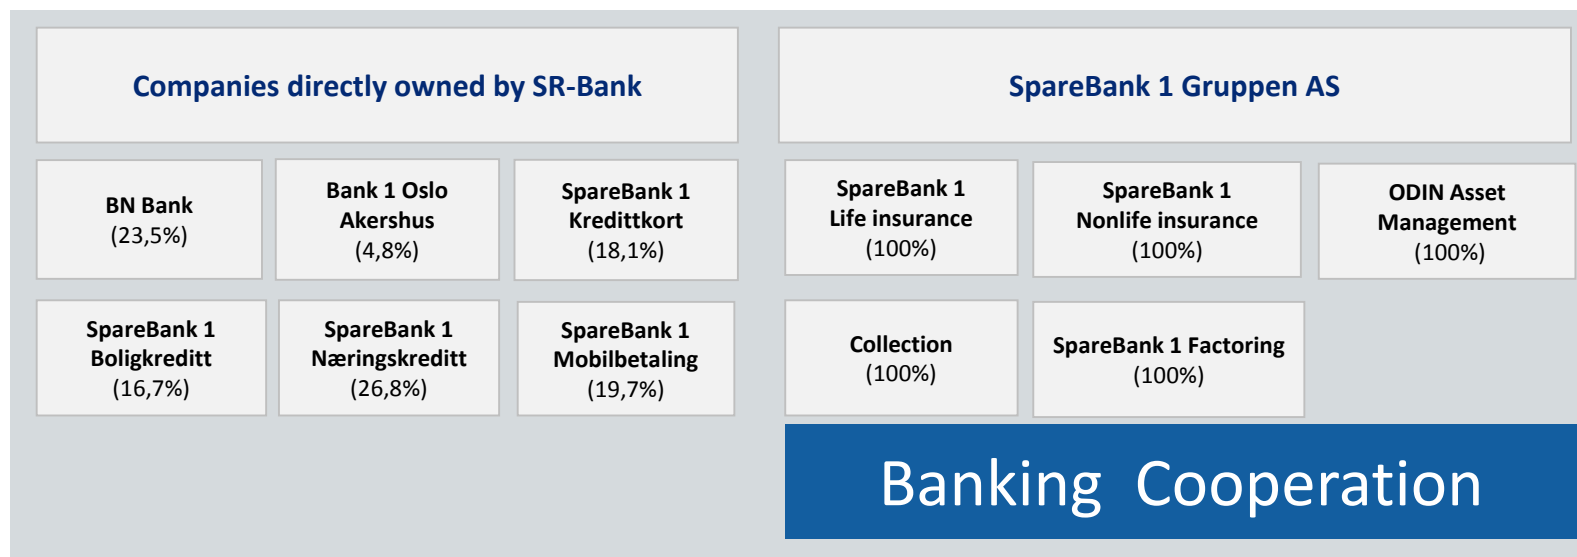 Companies directly owned by SR-Bank
SpareBank 1 Gruppen AS
BN Bank
(23,5%)
Bank 1 Oslo
Akershus
(4,8%)
SpareBank 1
Kredittkort
(18,1%)
SpareBank 1
Life insurance
(100%)
SpareBank 1
Nonlife insurance
(100%)
ODIN Asset
Management
(100%)
SpareBank 1
Boligkreditt
(16,7%)
SpareBank 1
Næringskreditt
(26,8%)
SpareBank 1
Mobilbetaling
(19,7%)
Collection
(100%)
SpareBank 1 Factoring
(100%)
Banking Cooperation